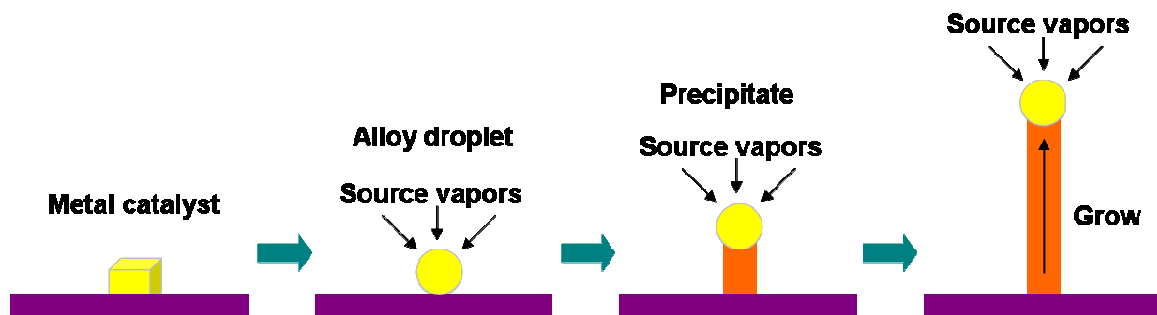 Metal catalyst
Alloy droplet
Source vapors
Precipitate
Source vapors
Source vapors
Grow